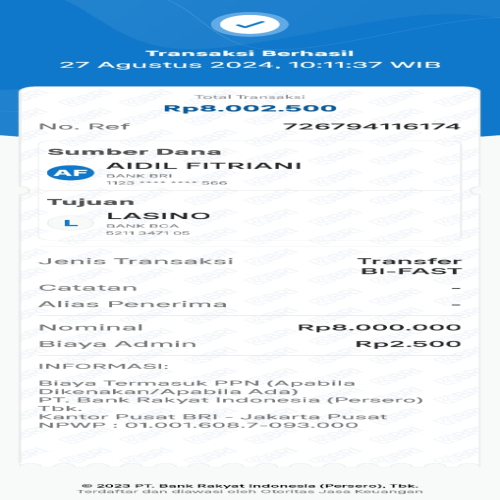 Transaksi Berhasil
27 Agustus 2024, 10:11:37 WIB
Total Transaksi
Rp8.002.500
No. Ref 726794116174
Sumber Dana
AF AIDIL FITRIANI
BANK BRI
1123 **** **** 566
Tujuan
L LASINO
BANK BCA
5211 3471 05
Jenis Transaksi Transfer
BI-FAST
Catatan -
Alias Penerima -
Nominal Rp8.000.000
Biaya Admin Rp2.500
INFORMASI:
Biaya Termasuk PPN (Apabila
Dikenakan/Apabila Ada)
PT. Bank Rakyat Indonesia (Persero)
Tbk.
Kantor Pusat BRI - Jakarta Pusat
NPWP : 01.001.608.7-093.000
© 2023 PT. Bank Rakyat Indonesia (Persero), Tbk.
Terdaftar dan diawasi oleh Otoritas Jasa Keuangan